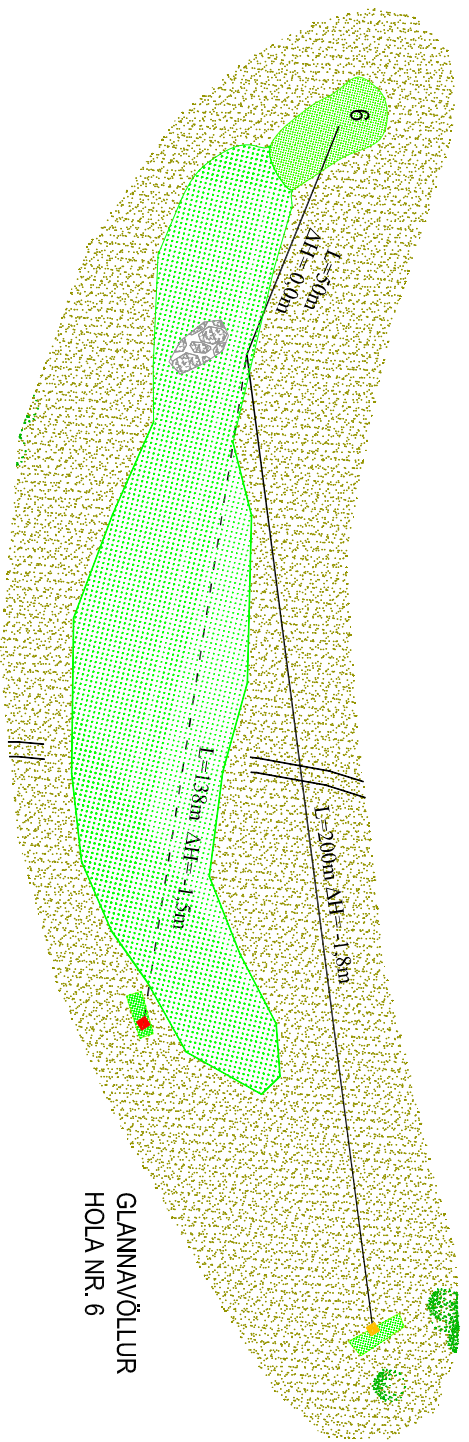 6
L=50m
ΔH= 0.0m
L=138m ΔH= -1.5m
L=200m ΔH= -1,8m
GLANNAVÖLLUR
HOLA NR. 6